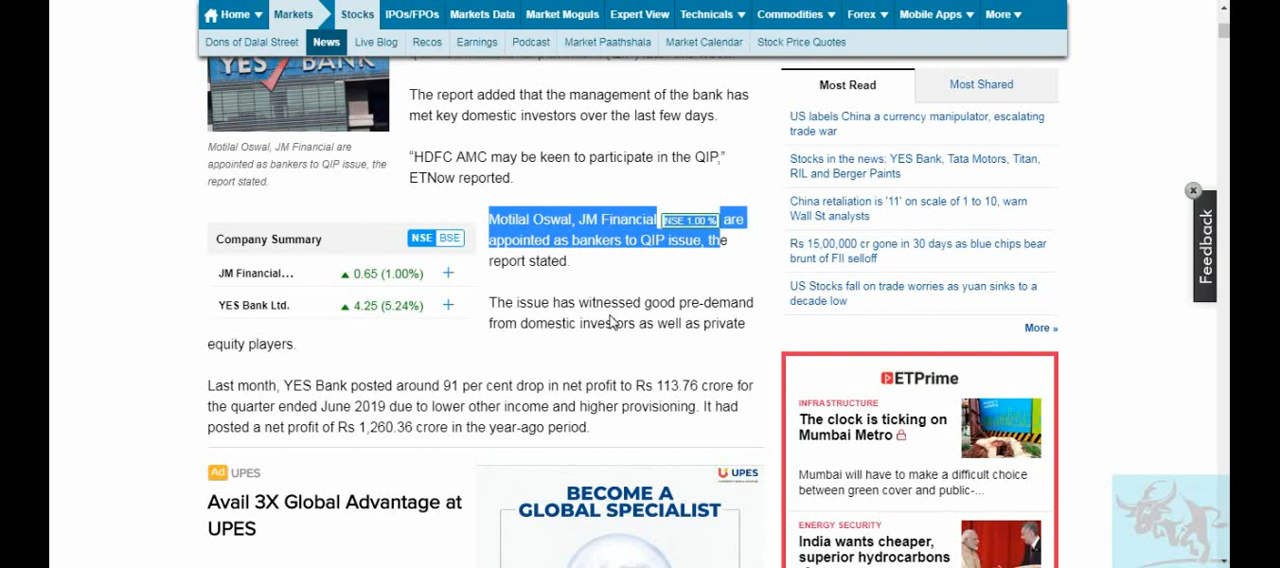 Home
Markets
Stocks
IPOs/FPOs
Markets Data
Market Moguls
Expert View
Technicals
Commodities
Forex
Mobile Apps
More
Dons of Dalal Street
News
Live Blog
Recos
Earnings
Podcast
Market Paathshala
Market Calendar
Stock Price Quotes
YES BANK
Motilal Oswal, JM Financial are
appointed as bankers to QIP issue, the
report stated.
The report added that the management of the bank has
met key domestic investors over the last few days.
“HDFC AMC may be keen to participate in the QIP,”
ETNow reported.
Motilal Oswal, JM Financial NSE 1.00 % are
appointed as bankers to QIP issue, the
report stated.
Company Summary
NSE BSE
JM Financial... ▲ 0.65 (1.00%) +
YES Bank Ltd. ▲ 4.25 (5.24%) +
The issue has witnessed good pre-demand
from domestic investors as well as private
equity players.
Last month, YES Bank posted around 91 per cent drop in net profit to Rs 113.76 crore for
the quarter ended June 2019 due to lower other income and higher provisioning. It had
posted a net profit of Rs 1,260.36 crore in the year-ago period.
Ad UPES
Avail 3X Global Advantage at
UPES
UPES
BECOME A
GLOBAL SPECIALIST
Most Read
Most Shared
US labels China a currency manipulator, escalating
trade war
Stocks in the news: YES Bank, Tata Motors, Titan,
RIL and Berger Paints
China retaliation is '11' on scale of 1 to 10, warn
Wall St analysts
Rs 15,00,000 cr gone in 30 days as blue chips bear
brunt of FII selloff
US Stocks fall on trade worries as yuan sinks to a
decade low
More »
ETPrime
INFRASTRUCTURE
The clock is ticking on
Mumbai Metro
Mumbai will have to make a difficult choice
between green cover and public-...
ENERGY SECURITY
India wants cheaper,
superior hydrocarbons
x
Feedback